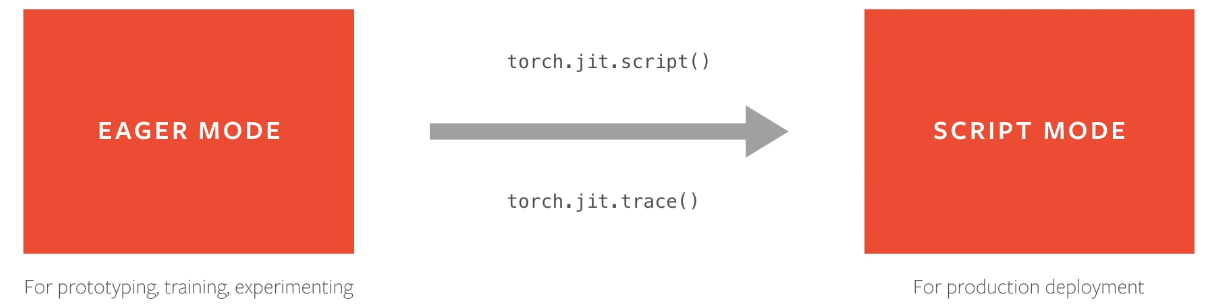 EAGER MODE
For prototyping, training, experimenting
torch.jit.script()
torch.jit.trace()
SCRIPT MODE
For production deployment